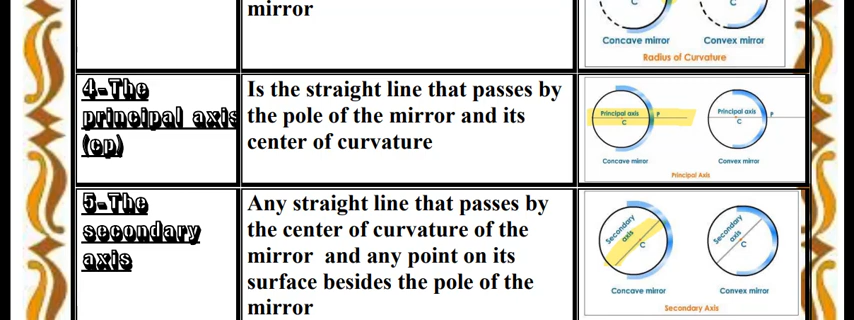 mirror
C
Concave mirror
Convex mirror
Radius of Curvature
4-The
principal axis
(cp)
Is the straight line that passes by
the pole of the mirror and its
center of curvature
Principal axis
P
C
Principal axis
P
C
Concave mirror
Convex mirror
Principal Axis
5-The
secondary
axis
Any straight line that passes by
the center of curvature of the
mirror and any point on its
surface besides the pole of the
mirror
Secondary
axis
C
Secondary
axis
C
Concave mirror
Convex mirror
Secondary Axis